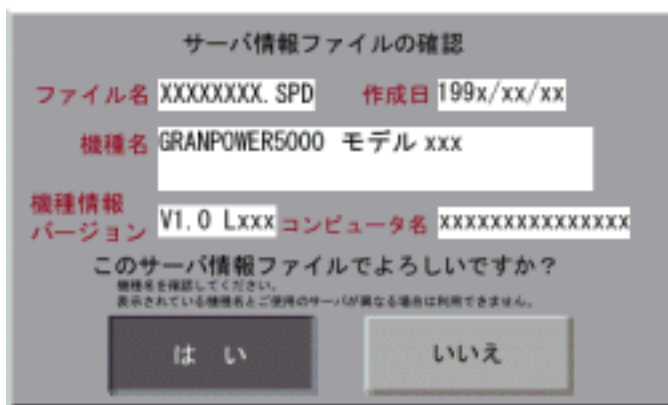 サーバ情報ファイルの確認
ファイル名 XXXXXXXX.SPD 作成日 199x/xx/xx
機種名 GRANPOWER5000 モデル xxx
機種情報
バージョン V1.0 Lxxx コンピュータ名 xxxxxxxxxxxxxxx
このサーバ情報ファイルでよろしいですか？
機種名を確認してください。
表示されている機種名とご使用のサーバが異なる場合は利用できません。
は い いいえ